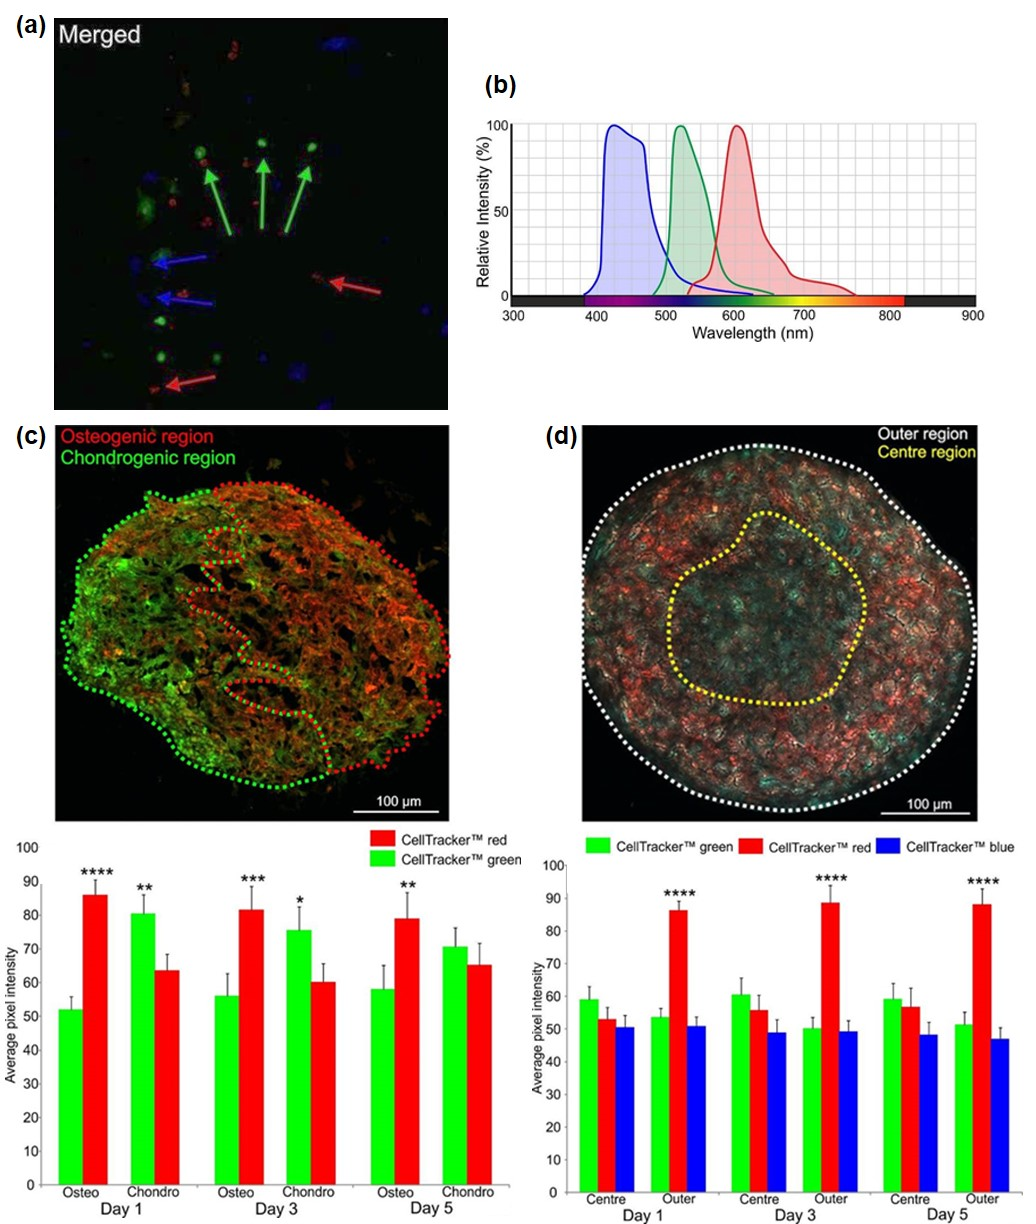 (a)
Merged
(b)
100
50
0
Relative Intensity (%)
300 400 500 600 700 800 900
Wavelength (nm)
(c)
Osteogenic region
Chondrogenic region
100 µm
CellTracker™ red
CellTracker™ green
100
90
80
70
60
50
40
30
20
10
0
Average pixel intensity
**** ** *** * **
Osteo Chondro Osteo Chondro Osteo Chondro
Day 1 Day 3 Day 5
(d)
Outer region
Centre region
100 µm
CellTracker™ green CellTracker™ red CellTracker™ blue
100
90
80
70
60
50
40
30
20
10
0
Average pixel intensity
**** **** ****
Centre Outer Centre Outer Centre Outer
Day 1 Day 3 Day 5